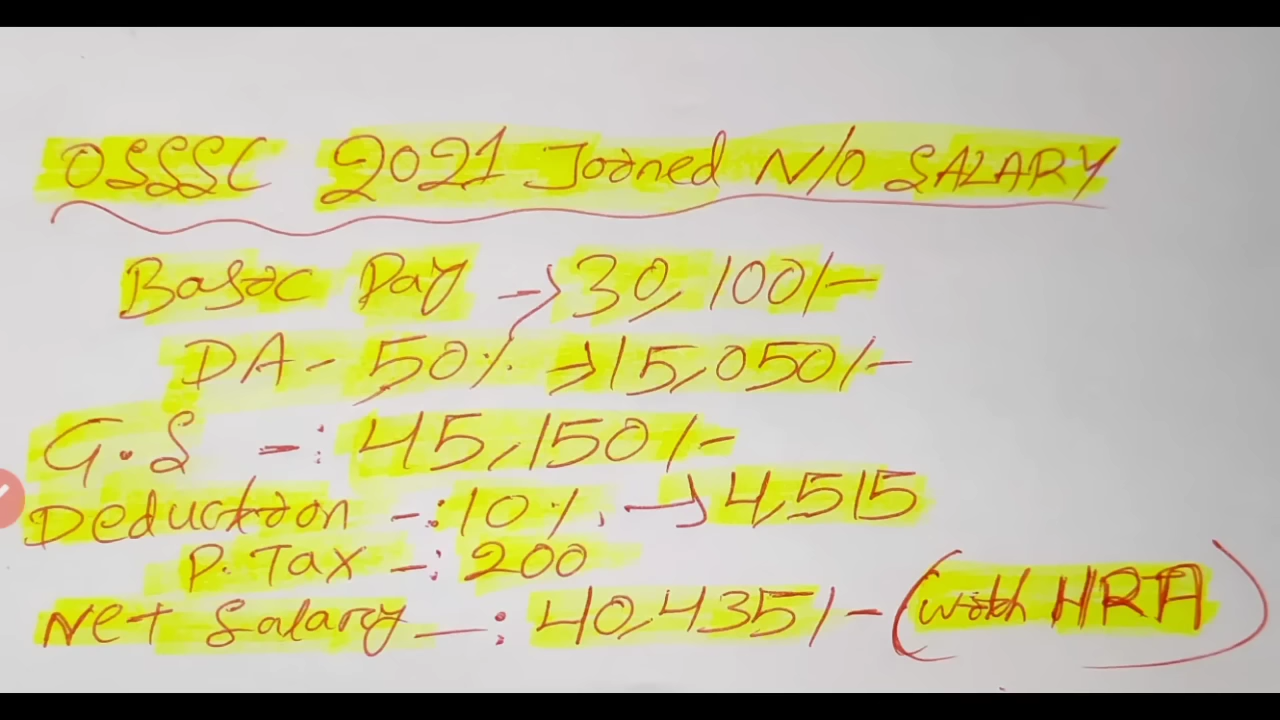 OSSSC 2021 Joined N/O SALARY
Basic Pay → 30,100/-
DA - 50% → 15,050/-
G.S -: 45,150/-
Deduction -: 10%. → 4,515
P. Tax -: 200
Net Salary -: 40,435/- (with HRA)